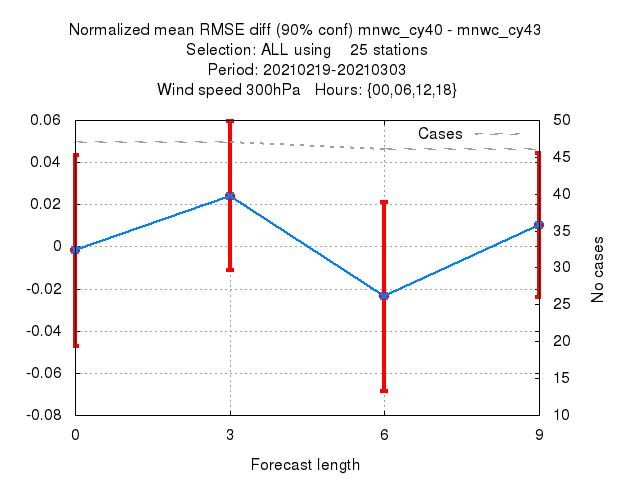 Normalized mean RMSE diff (90% conf) mnwc_cy40 - mnwc_cy43
Selection: ALL using    25 stations
Period: 20210219-20210303
Wind speed 300hPa   Hours: {00,06,12,18}
Cases
0.06
0.04
0.02
0
-0.02
-0.04
-0.06
-0.08
50
45
40
35
30
25
20
15
10
No cases
0 3 6 9
Forecast length